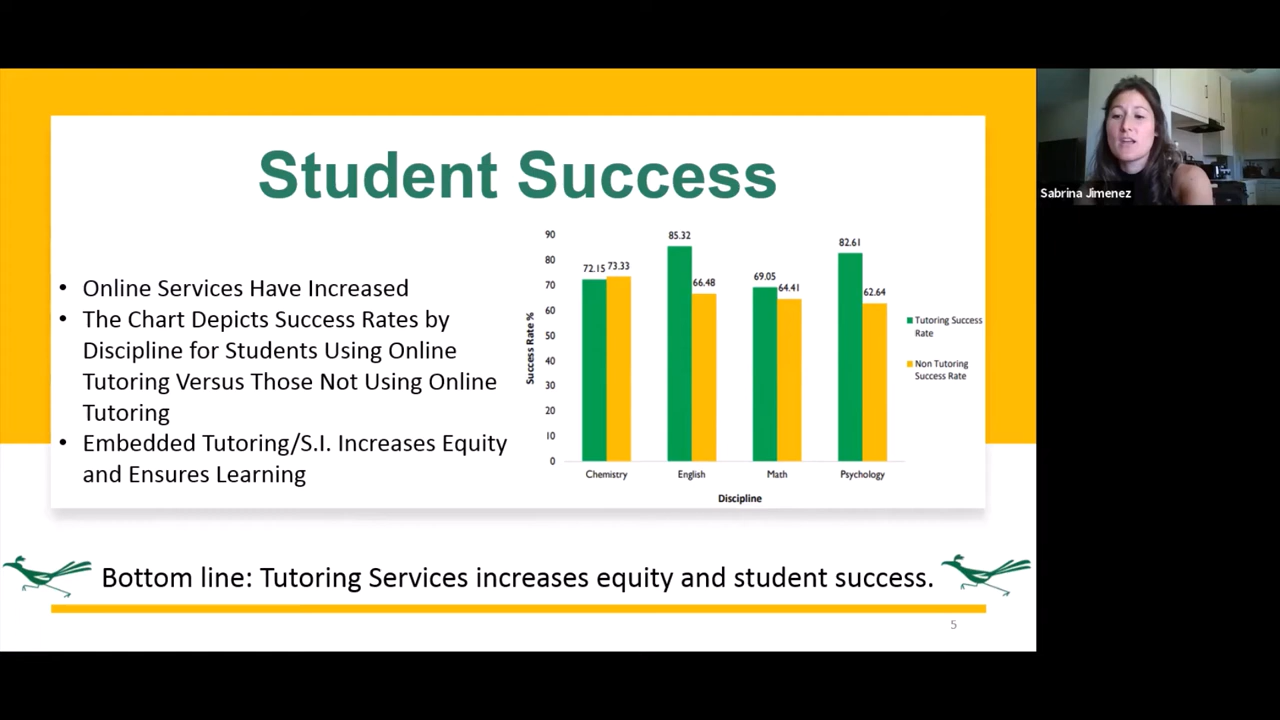 Student Success
• Online Services Have Increased
• The Chart Depicts Success Rates by
Discipline for Students Using Online
Tutoring Versus Those Not Using Online
Tutoring
• Embedded Tutoring/S.I. Increases Equity
and Ensures Learning
Success Rate %
90
80
70
60
50
40
30
20
10
0
72.15 73.33
85.32
66.48
69.05
64.41
82.61
62.64
Chemistry English Math Psychology
Discipline
Tutoring Success
Rate
Non Tutoring
Success Rate
Bottom line: Tutoring Services increases equity and student success.
5
Sabrina Jimenez